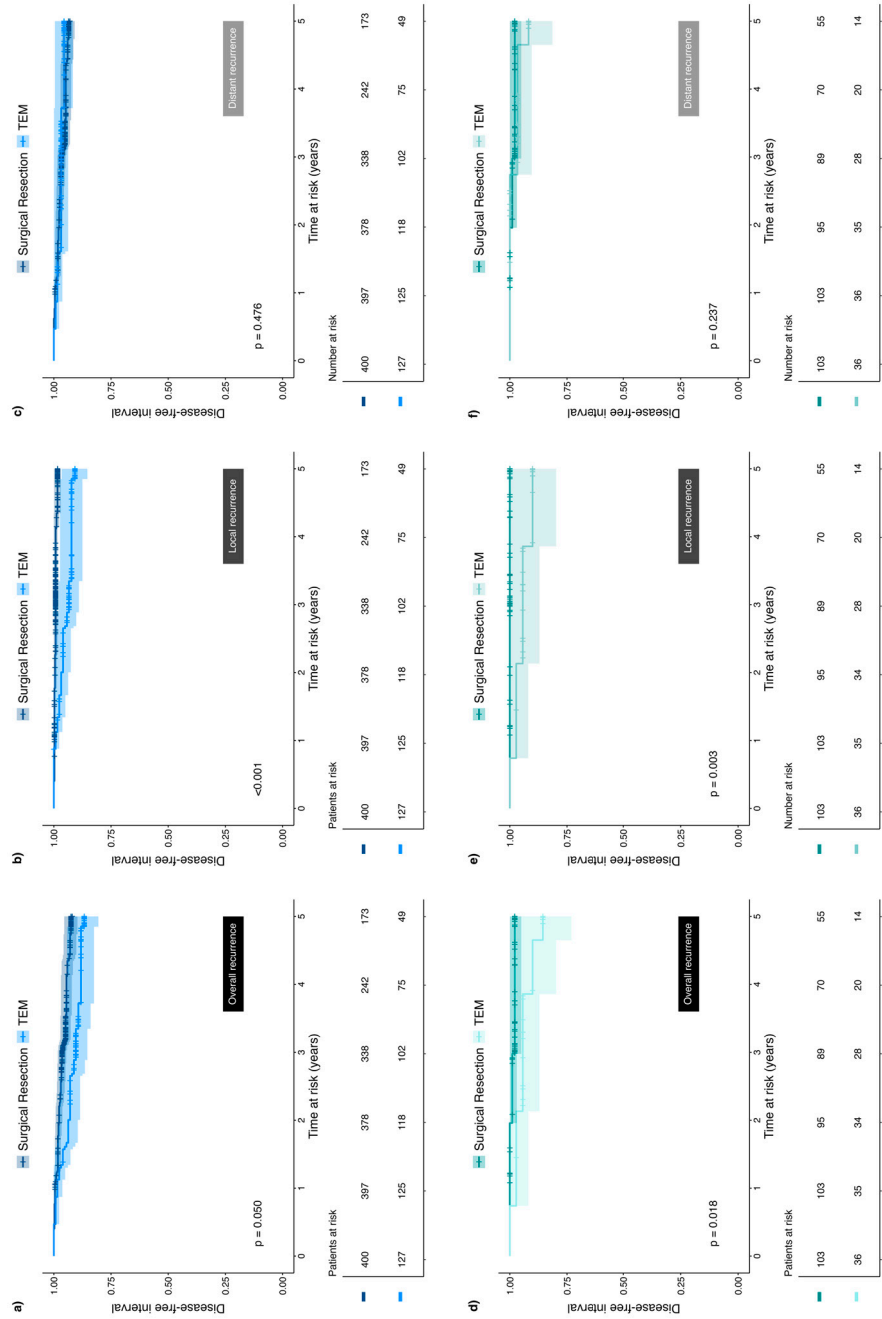 a)
Surgical Resection TEM
Disease-free interval
1.00
0.75
0.50
0.25
0.00
p = 0.050
Overall recurrence
0 1 2 3 4 5
Time at risk (years)
Patients at risk
400 397 378 338 242 173
127 125 118 102 75 49
b)
Surgical Resection TEM
Disease-free interval
1.00
0.75
0.50
0.25
0.00
<0.001
Local recurrence
0 1 2 3 4 5
Time at risk (years)
Patients at risk
400 397 378 338 242 173
127 125 118 102 75 49
c)
Surgical Resection TEM
Disease-free interval
1.00
0.75
0.50
0.25
0.00
p = 0.476
Distant recurrence
0 1 2 3 4 5
Time at risk (years)
Number at risk
400 397 378 338 242 173
127 125 118 102 75 49
d)
Surgical Resection TEM
Disease-free interval
1.00
0.75
0.50
0.25
0.00
p = 0.018
Overall recurrence
0 1 2 3 4 5
Time at risk (years)
Patients at risk
103 103 95 89 70 55
36 35 34 28 20 14
e)
Surgical Resection TEM
Disease-free interval
1.00
0.75
0.50
0.25
0.00
p = 0.003
Local recurrence
0 1 2 3 4 5
Time at risk (years)
Number at risk
103 103 95 89 70 55
36 35 34 28 20 14
f)
Surgical Resection TEM
Disease-free interval
1.00
0.75
0.50
0.25
0.00
p = 0.237
Distant recurrence
0 1 2 3 4 5
Time at risk (years)
Number at risk
103 103 95 89 70 55
36 36 35 28 20 14